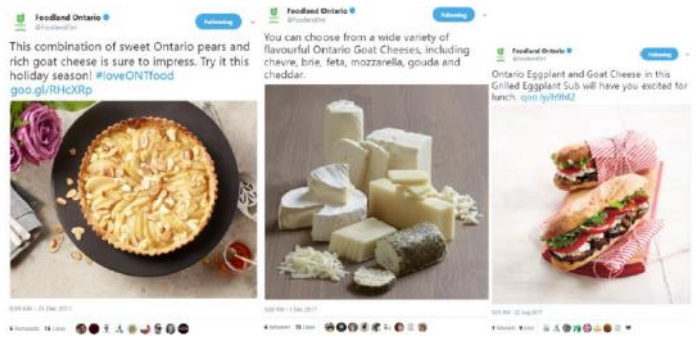 Foodland Ontario
@FoodlandOnt
Following
This combination of sweet Ontario pears and
rich goat cheese is sure to impress. Try it this
holiday season! #loveONTfood
goo.gl/RHcXRp
Foodland Ontario
@FoodlandOnt
Following
You can choose from a wide variety of
flavourful Ontario Goat Cheeses, including
chevre, brie, feta, mozzarella, gouda and
cheddar.
Foodland Ontario
@FoodlandOnt
Following
Ontario Eggplant and Goat Cheese in this
Grilled Eggplant Sub will have you excited for
lunch.